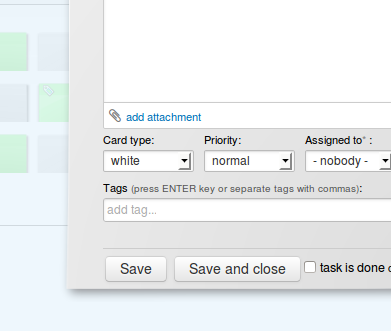 add attachment
Card type: Priority: Assigned to* :
white normal - nobody -
Tags (press ENTER key or separate tags with commas):
add tag...
Save Save and close task is done